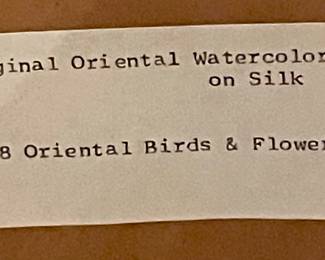 ginal Oriental Watercolor
on Silk
8 Oriental Birds & Flower